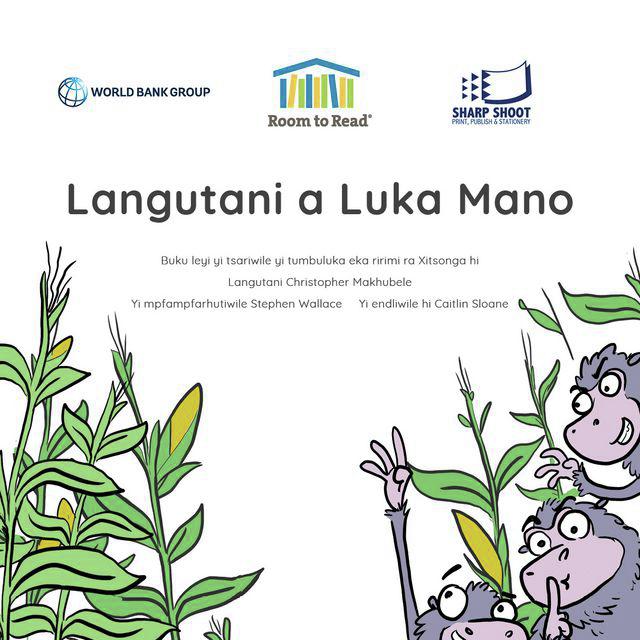 WORLD BANK GROUP
Room to Read®
SHARP SHOOT
PRINT, PUBLISH & STATIONERY
Langutani a Luka Mano
Buku leyi yi tsariwile yi tumbuluka eka ririmi ra Xitsonga hi
Langutani Christopher Makhubele
Yi mpfampfarhutiwile Stephen Wallace Yi endliwile hi Caitlin Sloane